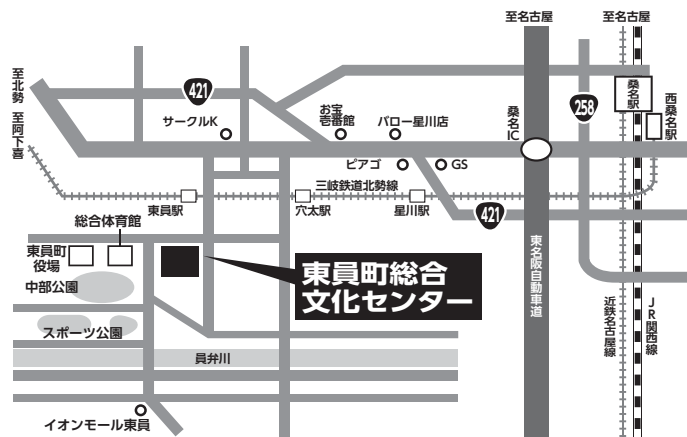 至名古屋
至名古屋
至北勢
至阿下喜
421
258
桑名駅
西桑名駅
桑名IC
サークルK
お宝
壱番館
バロー星川店
ピアゴ
GS
三岐鉄道北勢線
東員駅
穴太駅
星川駅
421
総合体育館
東員町
役場
中部公園
東員町総合
文化センター
東名阪自動車道
近鉄名古屋線
JR関西線
スポーツ公園
員弁川
イオンモール東員